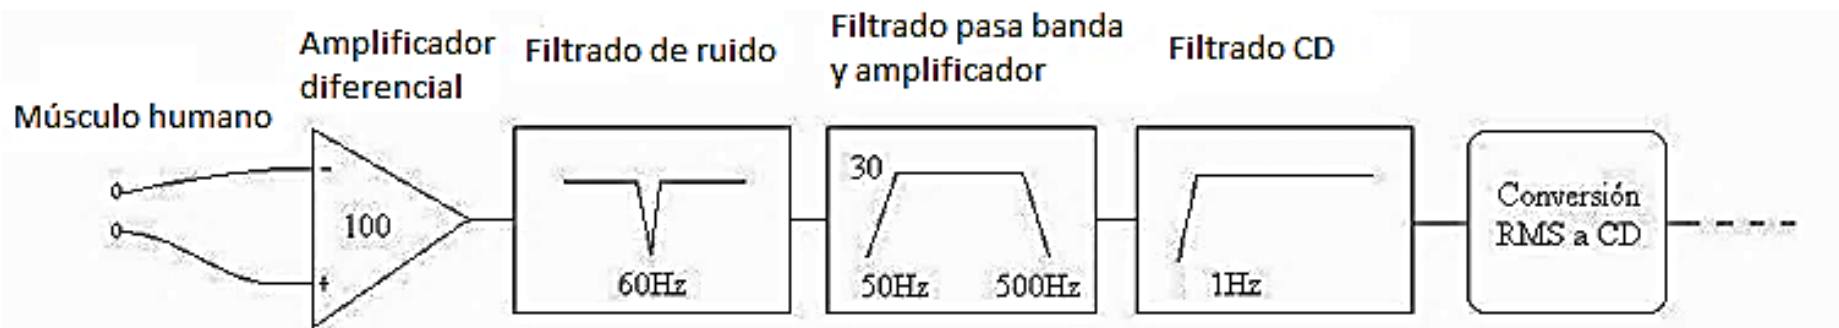 Músculo humano
Amplificador
diferencial
-
100
+
Filtrado de ruido
60Hz
Filtrado pasa banda
y amplificador
30
50Hz
500Hz
Filtrado CD
1Hz
Conversión
RMS a CD